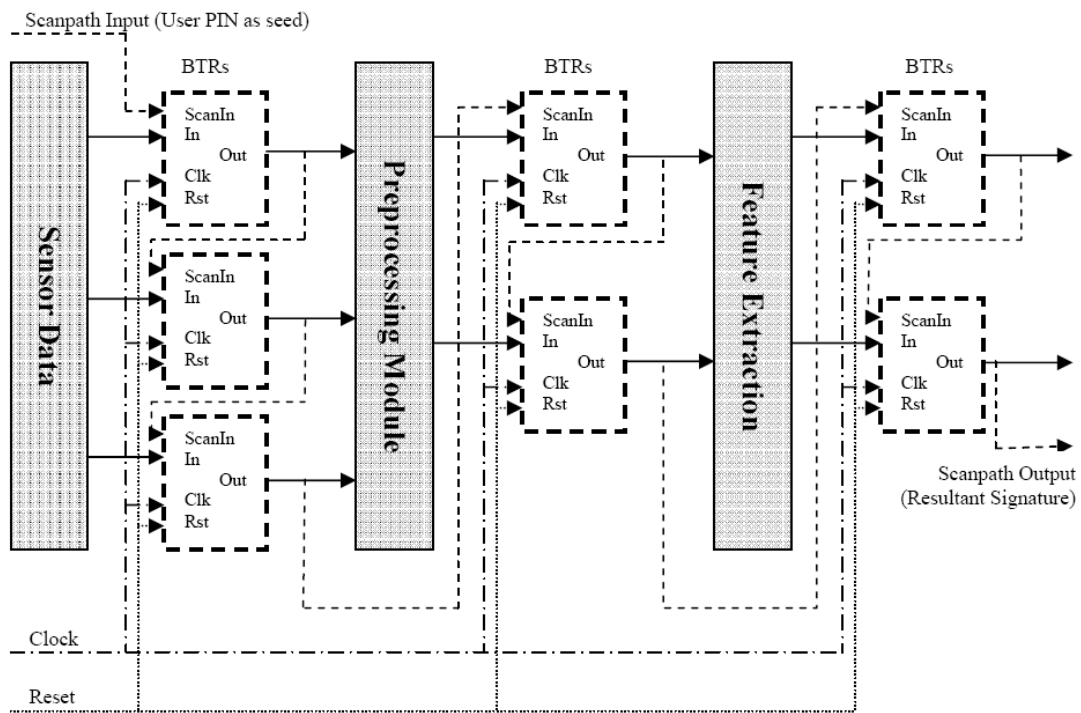 Scanpath Input (User PIN as seed)
BTRs
BTRs
BTRs
Sensor Data
ScanIn
In
Out
Clk
Rst
ScanIn
In
Out
Clk
Rst
ScanIn
In
Out
Clk
Rst
Preprocessing Module
ScanIn
In
Out
Clk
Rst
ScanIn
In
Out
Clk
Rst
Feature Extraction
ScanIn
In
Out
Clk
Rst
ScanIn
In
Out
Clk
Rst
Scanpath Output
(Resultant Signature)
Clock
Reset